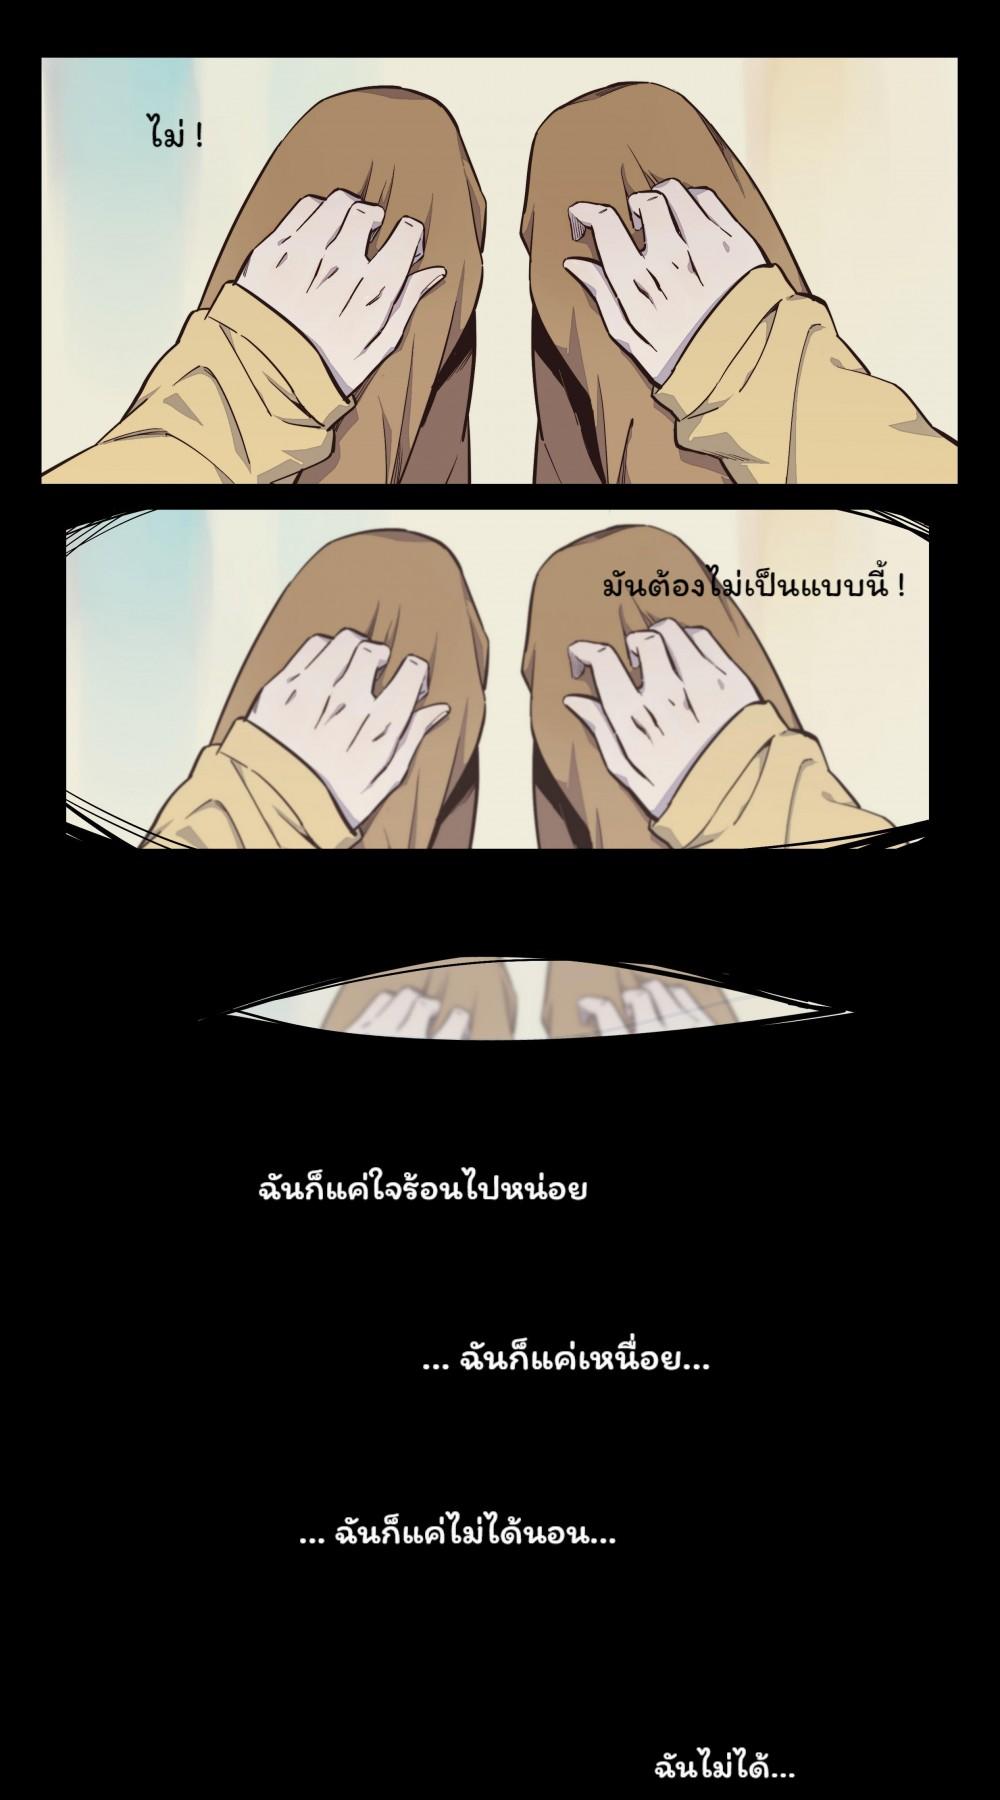 ไม่ !
มันต้องไม่เป็นแบบนี้ !
ฉันก็แค่ใจร้อนไปหน่อย
... ฉันก็แค่เหนื่อย...
... ฉันก็แค่ไม่ได้นอน...
ฉันไม่ได้...